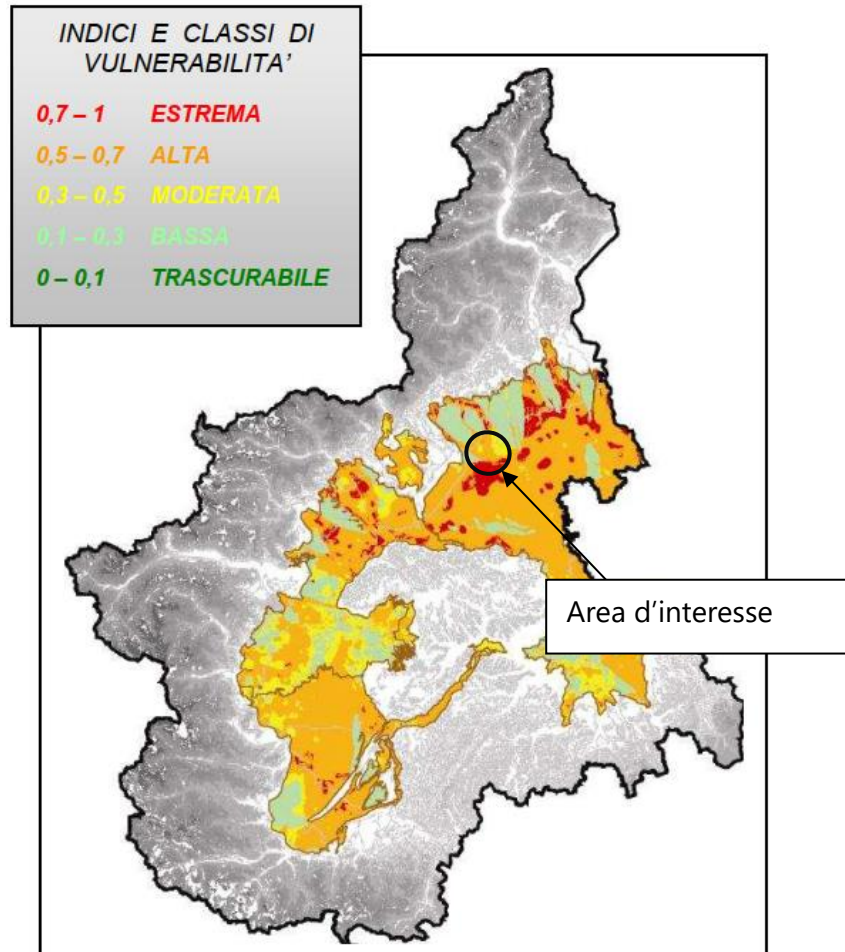 INDICI E CLASSI DI
VULNERABILITA'
0,7 – 1 ESTREMA
0,5 – 0,7 ALTA
0,3 – 0,5 MODERATA
0,1 – 0,3 BASSA
0 – 0,1 TRASCURABILE
Area d'interesse